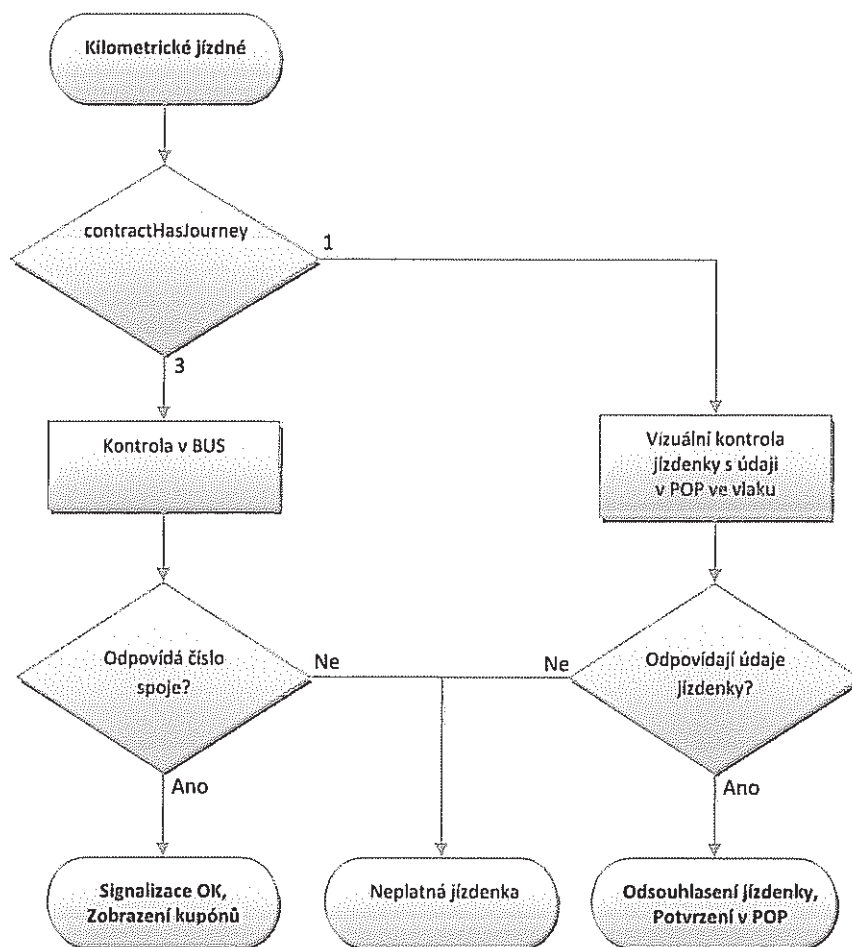 Kilometrické jízdné
contractHasJourney
1
3
Kontrola v BUS
Vizuální kontrola
jízdenky s údaji
v POP ve vlaku
Odpovídá číslo
spoje?
Ne
Ne
Odpovídají údaje
jízdenky?
Ano
Ano
Signalizace OK,
Zobrazení kupónů
Neplatná jízdenka
Odsouhlasení jízdenky,
Potvrzení v POP